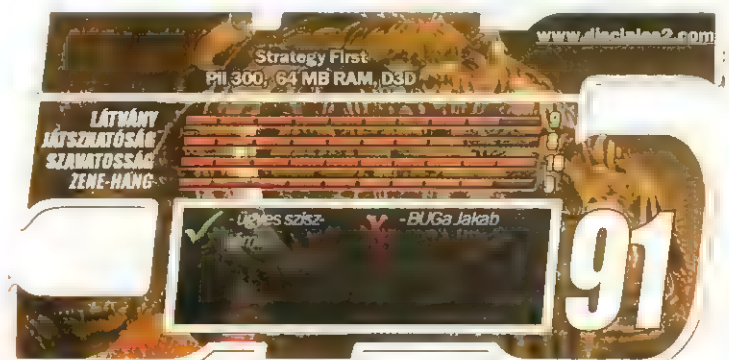 www.disciples2.com
Strategy First
PII 300, 64 MB RAM, D3D
LÁTVÁNY 9
JÁTSZHATÓSÁG
SZAVATOSSÁG
ZENE-HANG
- ügyes szisz- - BUGa Jakab
91